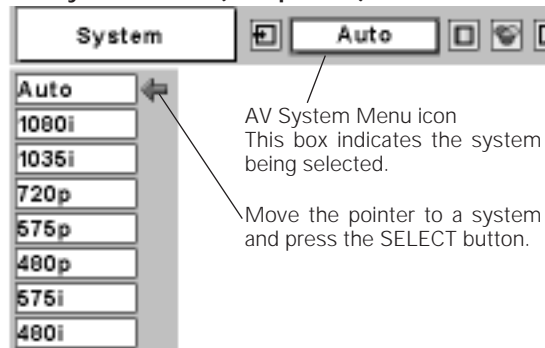 System
Auto
Auto
1080i
1035i
720p
575p
480p
575i
480i
AV System Menu icon
This box indicates the system
being selected.
Move the pointer to a system
and press the SELECT button.